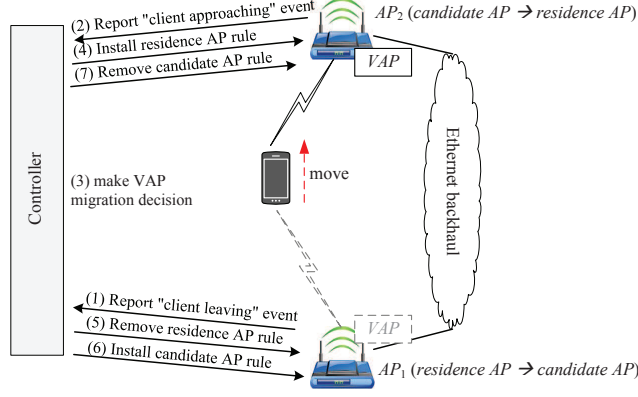 (2) Report "client approaching" event
AP2 (candidate AP → residence AP)
(4) Install residence AP rule
(7) Remove candidate AP rule
VAP
Ethernet backhaul
Controller
(3) make VAP
migration decision
move
(1) Report "client leaving" event
VAP
(5) Remove residence AP rule
(6) Install candidate AP rule
AP1 (residence AP → candidate AP)